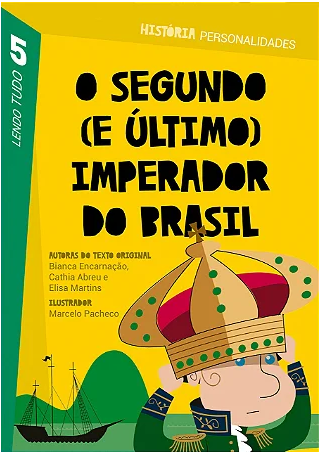 HISTÓRIA PERSONALIDADES
LENDO TUDO 5
O SEGUNDO
(E ÚLTIMO)
IMPERADOR
DO BRASIL
AUTORAS DO TEXTO ORIGINAL
Bianca Encarnação,
Cathia Abreu e
Elisa Martins
ILUSTRADOR
Marcelo Pacheco